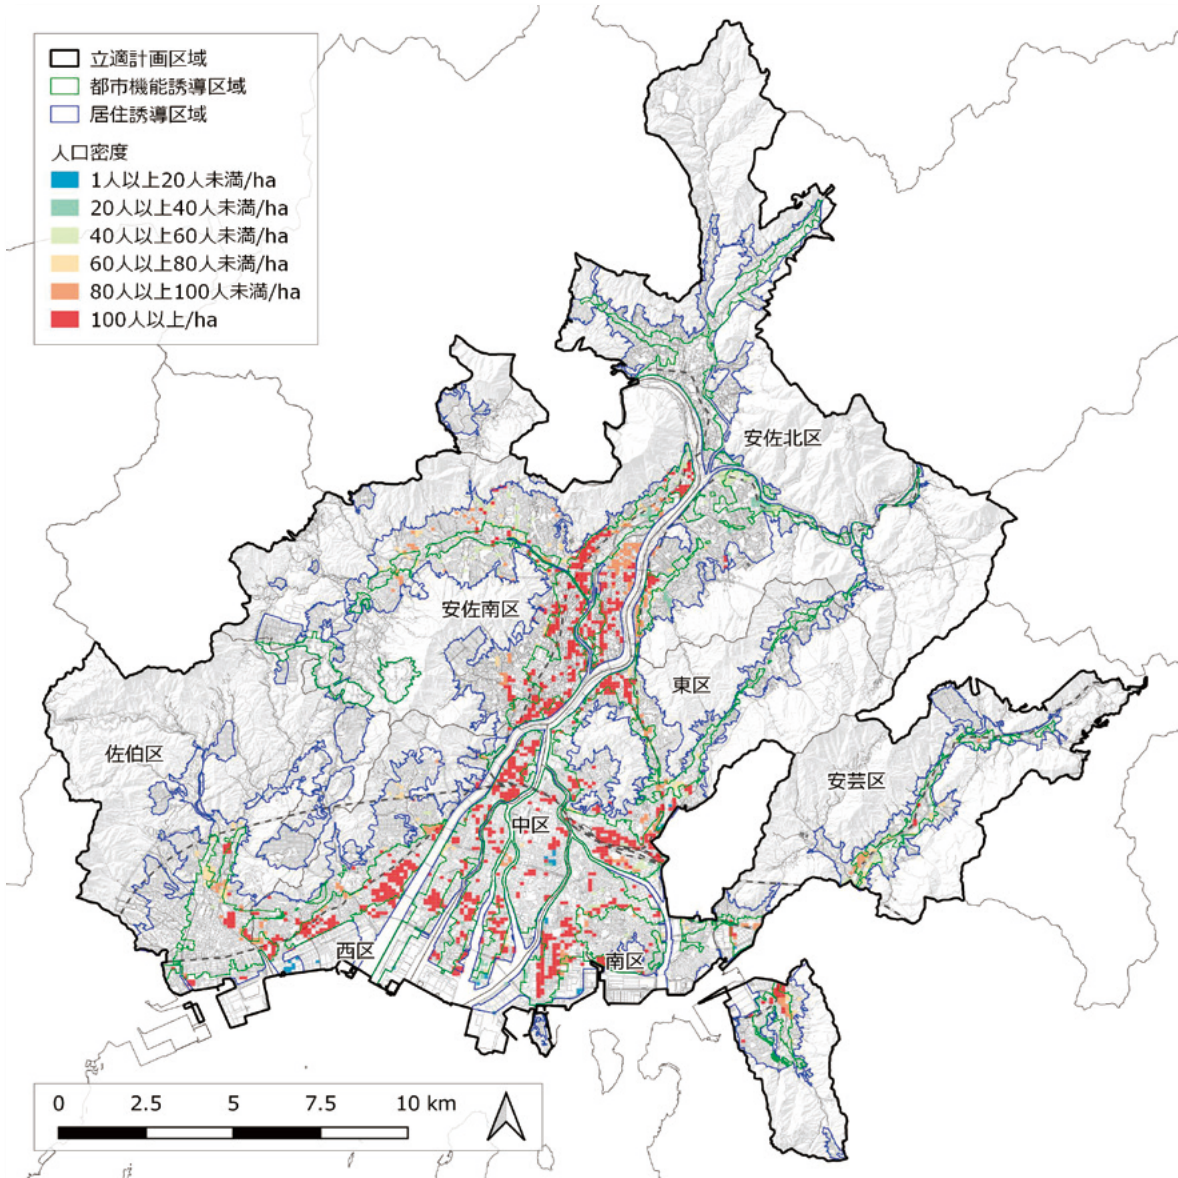 立適計画区域
都市機能誘導区域
居住誘導区域
人口密度
1人以上20人未満/ha
20人以上40人未満/ha
40人以上60人未満/ha
60人以上80人未満/ha
80人以上100人未満/ha
100人以上/ha
安佐北区
安佐南区
東区
佐伯区
安芸区
中区
西区
南区
0 2.5 5 7.5 10 km